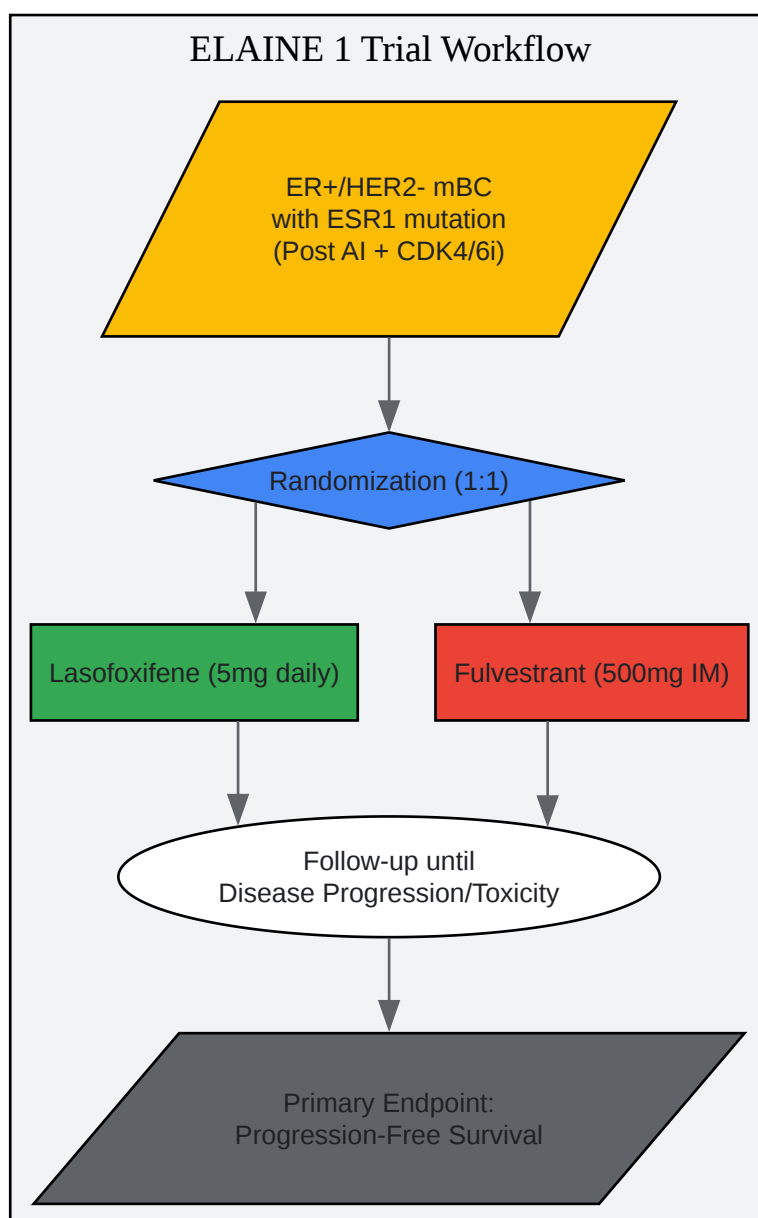 ELAINE 1 Trial Workflow
ER+/HER2- mBC
with ESR1 mutation
(Post AI + CDK4/6i)
Randomization (1:1)
Lasofoxifene (5mg daily)
Fulvestrant (500mg IM)
Follow-up until
Disease Progression/Toxicity
Primary Endpoint:
Progression-Free Survival